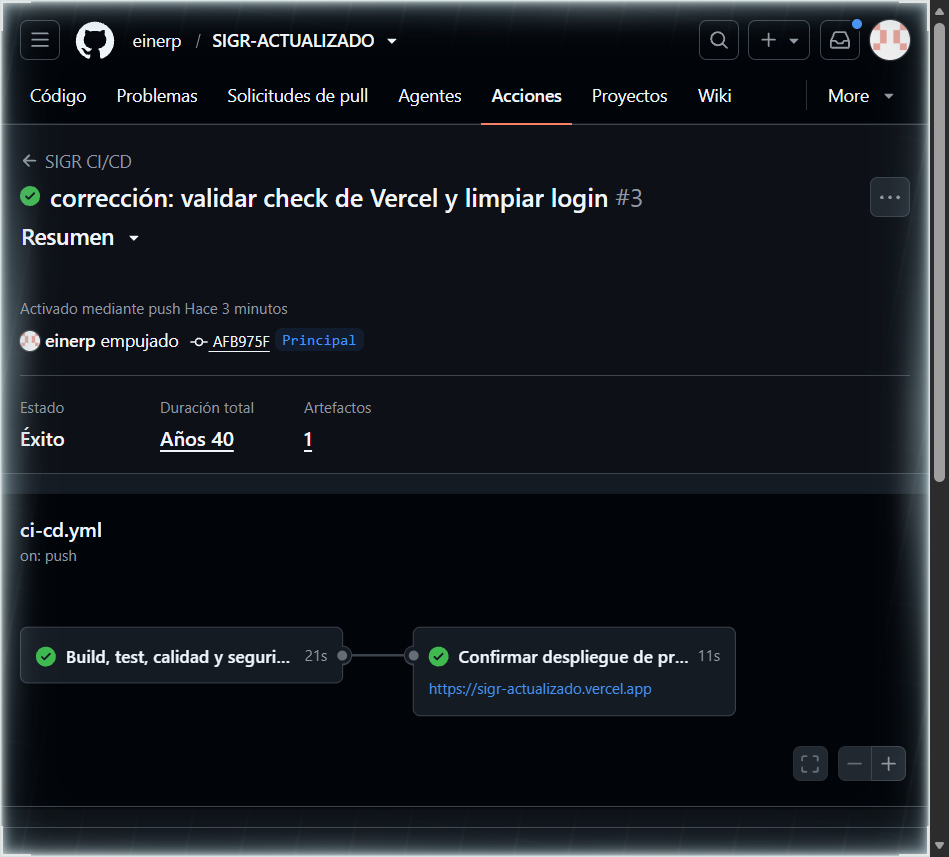 einerp / SIGR-ACTUALIZADO
Código Problemas Solicitudes de pull Agentes Acciones Proyectos Wiki More
SIGR CI/CD
corrección: validar check de Vercel y limpiar login #3
Resumen
Activado mediante push Hace 3 minutos
einerp empujado AFB975F Principal
Estado Duración total Artefactos
Éxito Años 40 1
ci-cd.yml
on: push
Build, test, calidad y seguri... 21s
Confirmar despliegue de pr... 11s
https://sigr-actualizado.vercel.app